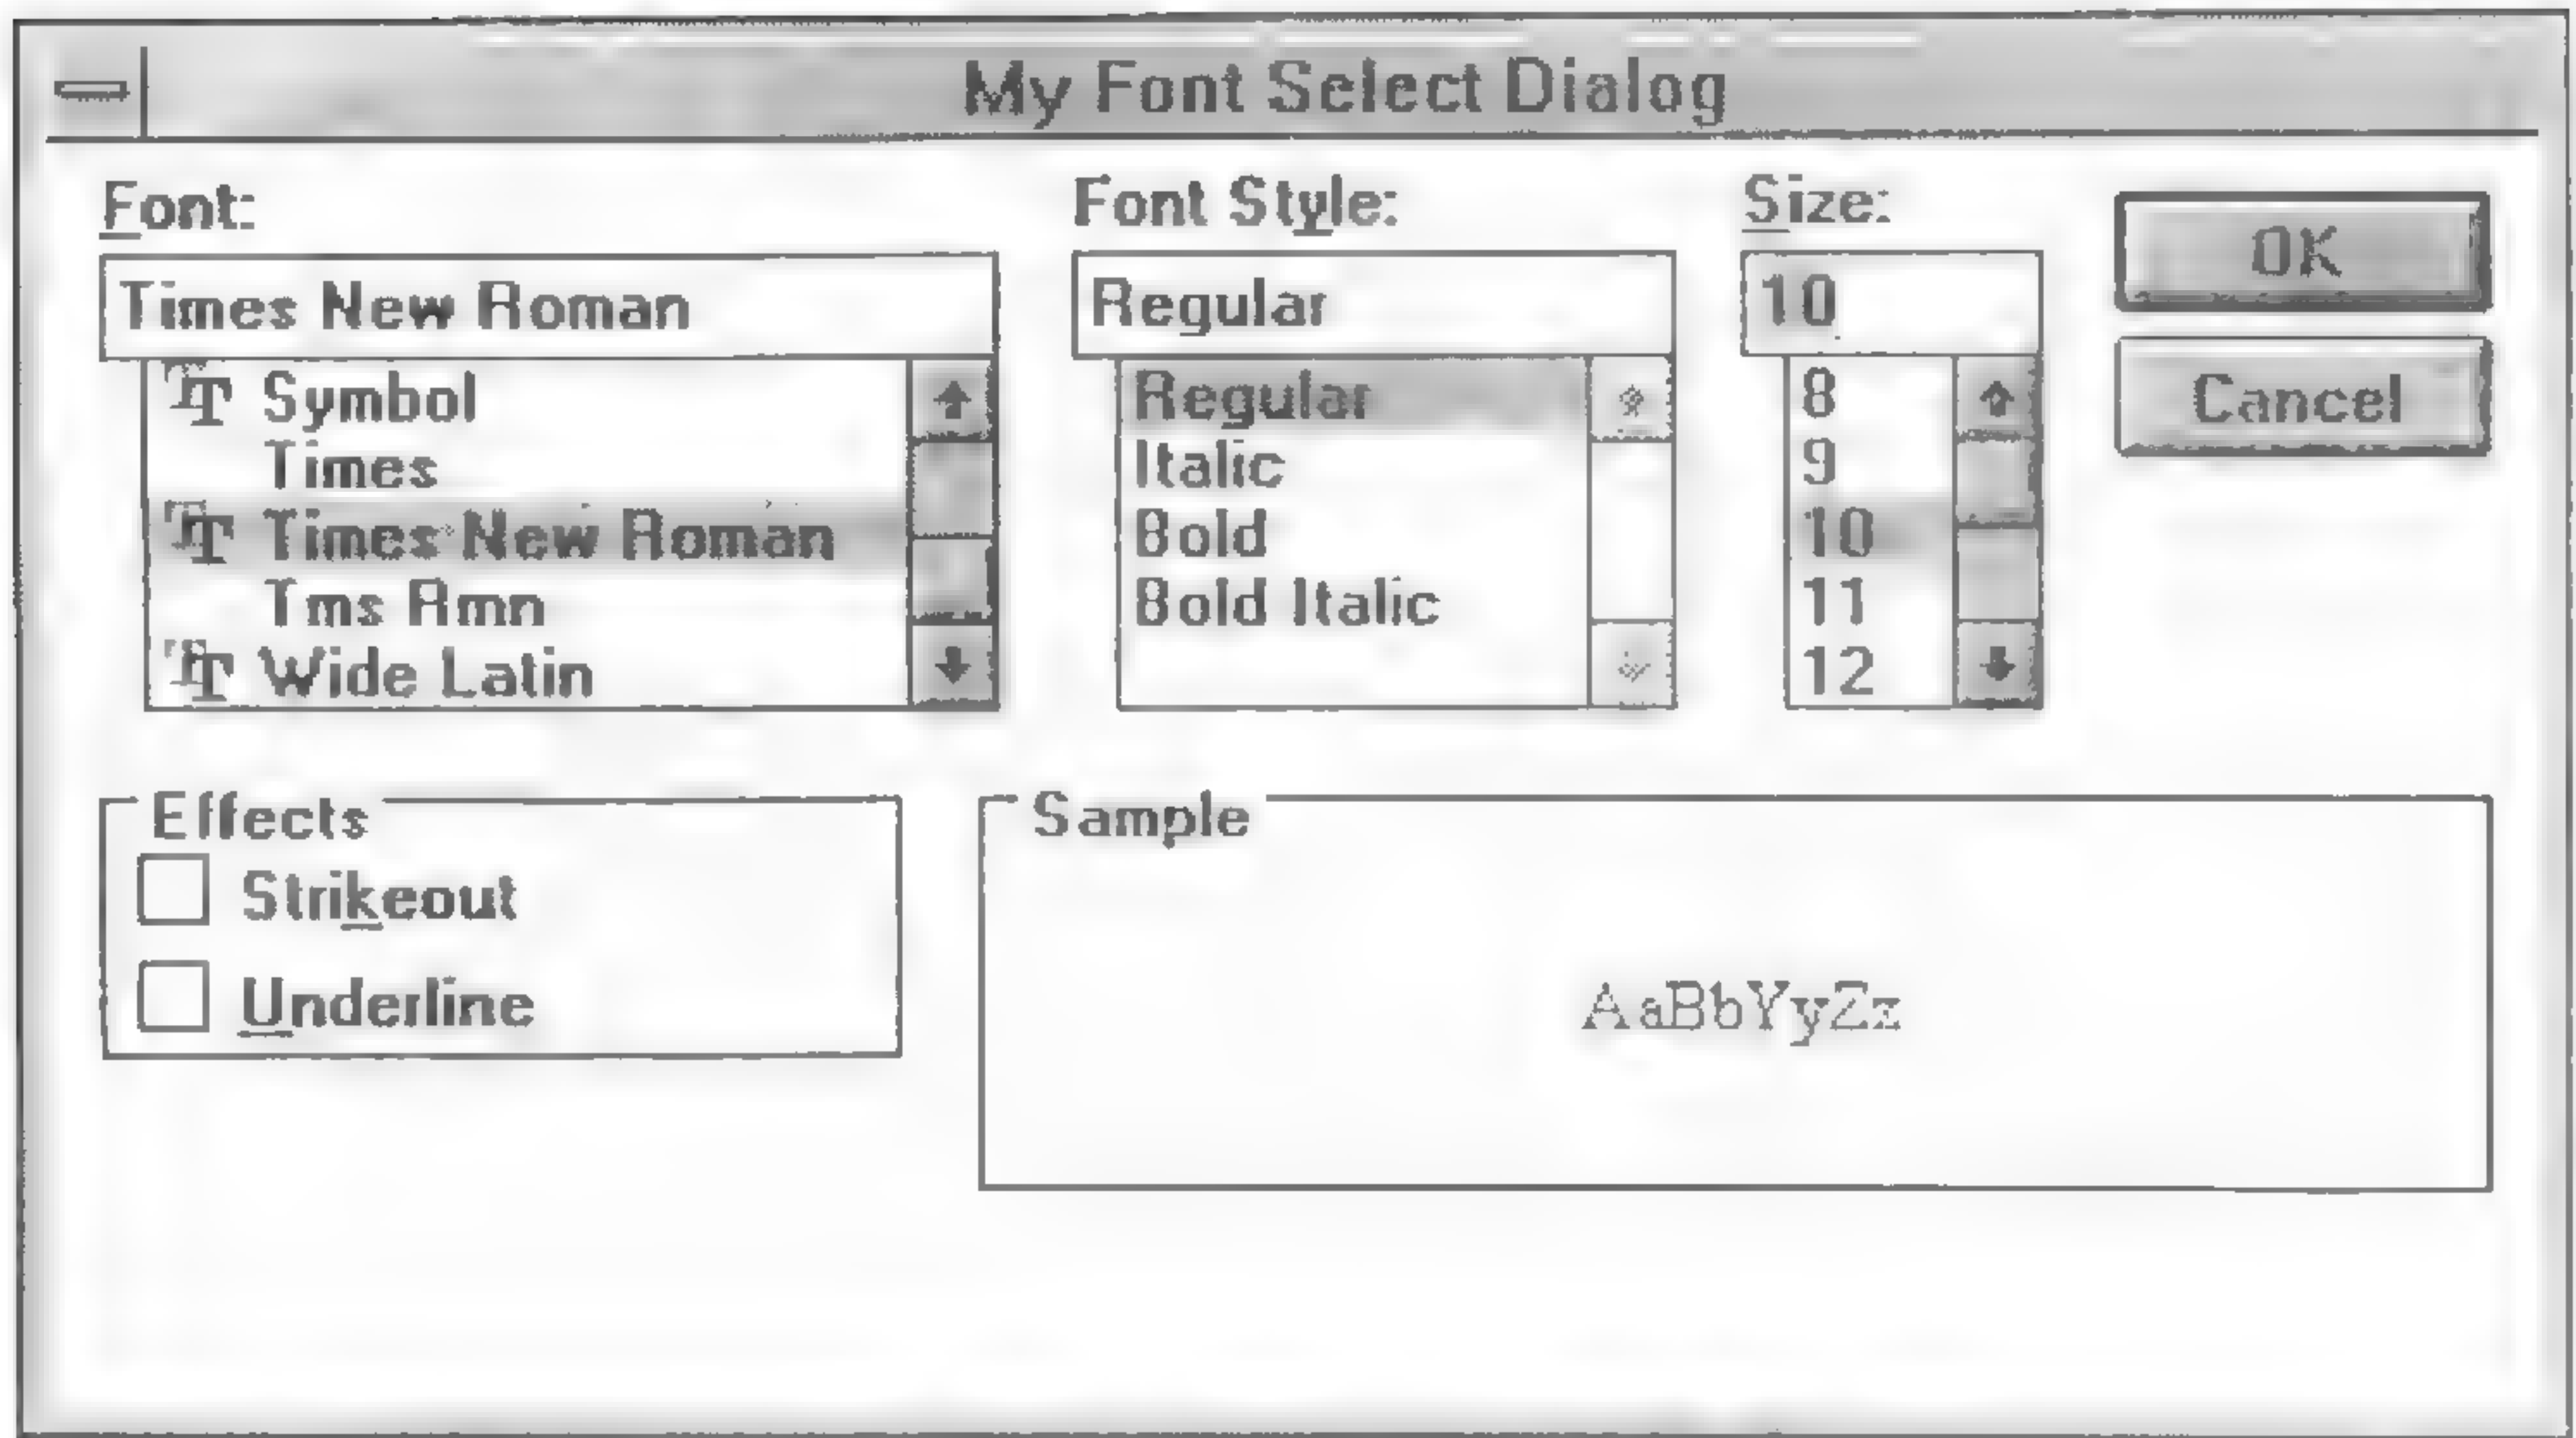 My Font Select Dialog
Font:
Times New Roman
Symbol
Times
Times New Roman
Tms Rmn
Wide Latin
Font Style:
Regular
Regular
Italic
Bold
Bold Italic
Size:
10
8
9
10
11
12
OK
Cancel
Effects
Strikeout
Underline
Sample
AaBbYyZz